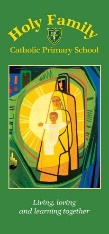 Holy Family
Catholic Primary School
Living, loving
and learning together